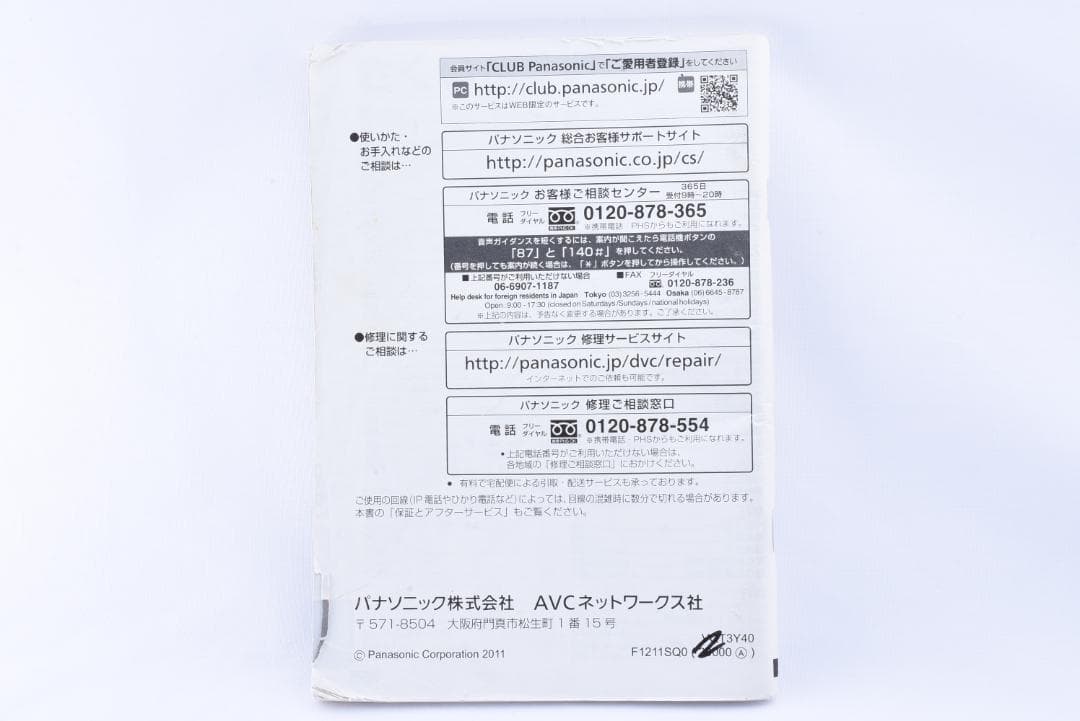 会員サイト「CLUB Panasonic」で「ご愛用者登録」をしてください
PC http://club.panasonic.jp/ 携帯
※このサービスはWEB限定のサービスです。
●使いかた・
お手入れなどの
ご相談は…
パナソニック 総合お客様サポートサイト
http://panasonic.co.jp/cs/
パナソニック お客様ご相談センター 365日
受付9時～20時
電話 フリーダイヤル 0120-878-365
※携帯電話・PHSからもご利用になれます。
音声ガイダンスを短くするには、案内が聞こえたら電話機ボタンの
「87」と「140#」を押してください。
(番号を押しても案内が続く場合は、「＊」ボタンを押してから操作してください。)
■上記番号がご利用いただけない場合
06-6907-1187
■FAX フリーダイヤル
0120-878-236
Help desk for foreign residents in Japan Tokyo (03) 3256-5444 Osaka (06) 6645-8787
Open: 9:00-17:30 (closed on Saturdays/Sundays/national holidays)
※上記の内容は、予告なく変更する場合があります。ご了承ください。
●修理に関する
ご相談は…
パナソニック 修理サービスサイト
http://panasonic.jp/dvc/repair/
インターネットでのご依頼も可能です。
パナソニック 修理ご相談窓口
電話 フリーダイヤル 0120-878-554
※携帯電話・PHSからもご利用になれます。
•上記電話番号がご利用いただけない場合は、
各地域の「修理ご相談窓口」におかけください。
• 有料で宅配便による引取・配送サービスも承っております。
ご使用の回線(IP電話やひかり電話など)によっては、回線の混雑時に数分で切れる場合があります。
本書の「保証とアフターサービス」もご覧ください。
パナソニック株式会社 AVCネットワークス社
〒571-8504 大阪府門真市松生町1番15号
T3Y40
© Panasonic Corporation 2011
F1211SQ0 ( 000 Ⓐ )